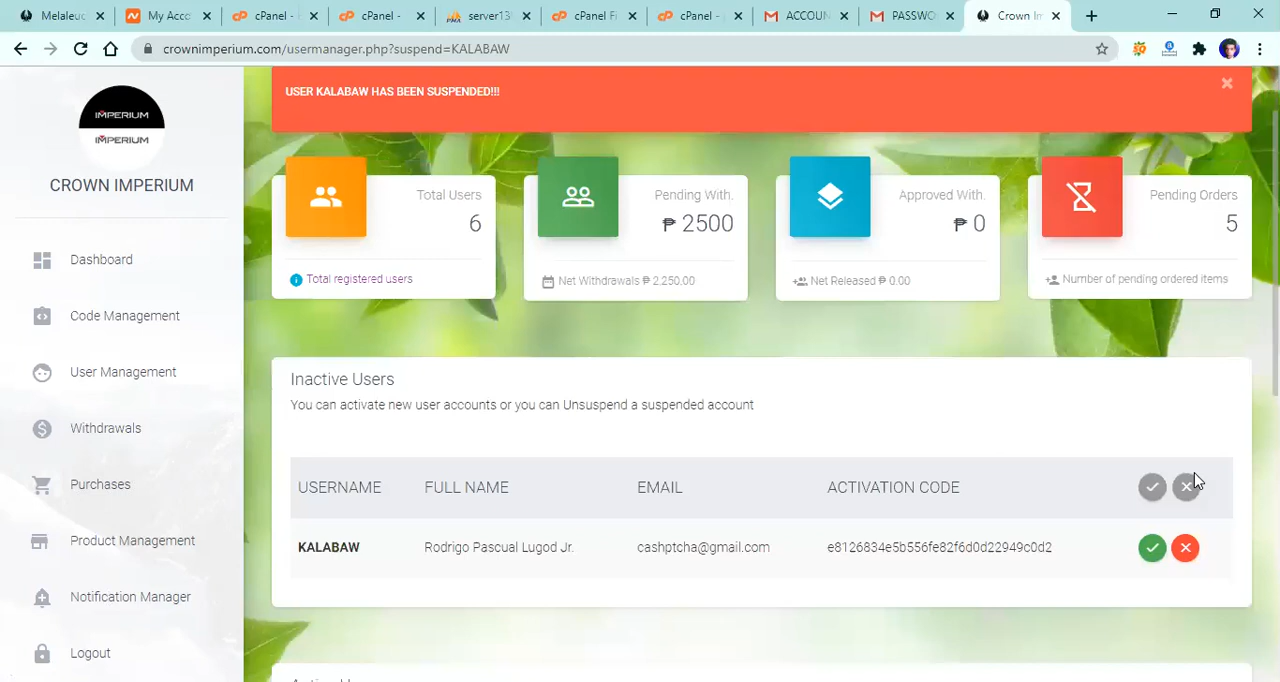 Melaleuc
My Acco
cPanel -
cPanel -
server13
cPanel Fi
cPanel -
ACCOUN
PASSWO
Crown Im
crownimperium.com/usermanager.php?suspend=KALABAW
IMPERIUM
IMPERIUM
CROWN IMPERIUM
Dashboard
Code Management
User Management
Withdrawals
Purchases
Product Management
Notification Manager
Logout
USER KALABAW HAS BEEN SUSPENDED!!!
Total Users
6
Total registered users
Pending With.
₱ 2500
Net Withdrawals ₱ 2,250.00
Approved With.
₱ 0
Net Released ₱ 0.00
Pending Orders
5
Number of pending ordered items
Inactive Users
You can activate new user accounts or you can Unsuspend a suspended account
USERNAME FULL NAME EMAIL ACTIVATION CODE
KALABAW Rodrigo Pascual Lugod Jr. cashptcha@gmail.com e8126834e5b556fe82f6d0d22949c0d2